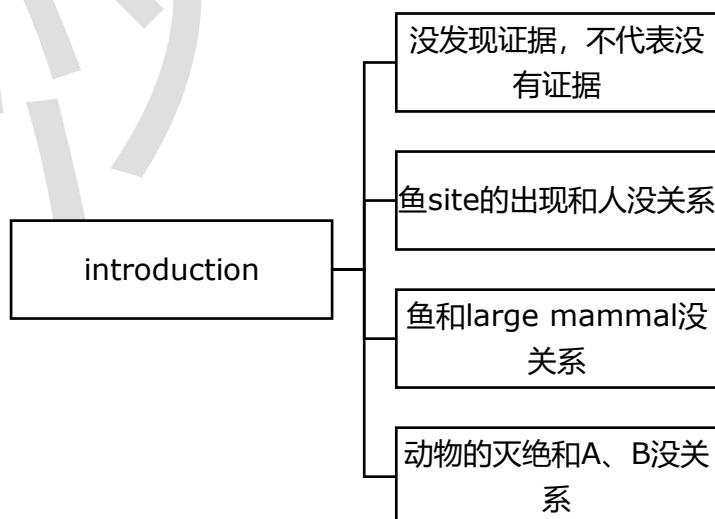 没发现证据，不代表没
有证据
鱼site的出现和人没关系
introduction
鱼和large mammal没
关系
动物的灭绝和A、B没关
系